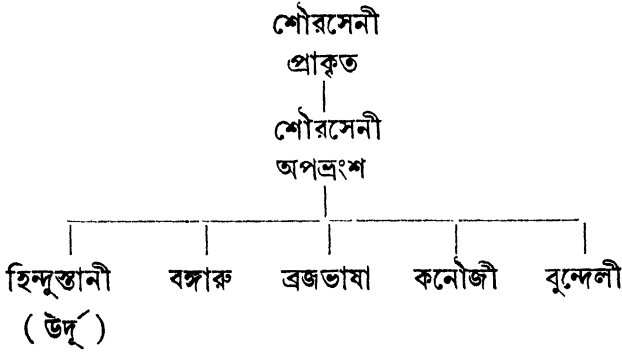 শৌরসেনী
প্রাকৃত
শৌরসেনী
অপভ্রংশ
হিন্দুস্তানী বঙ্গারু ব্রজভাষা কনৌজী বুন্দেলী
( উর্দূ )